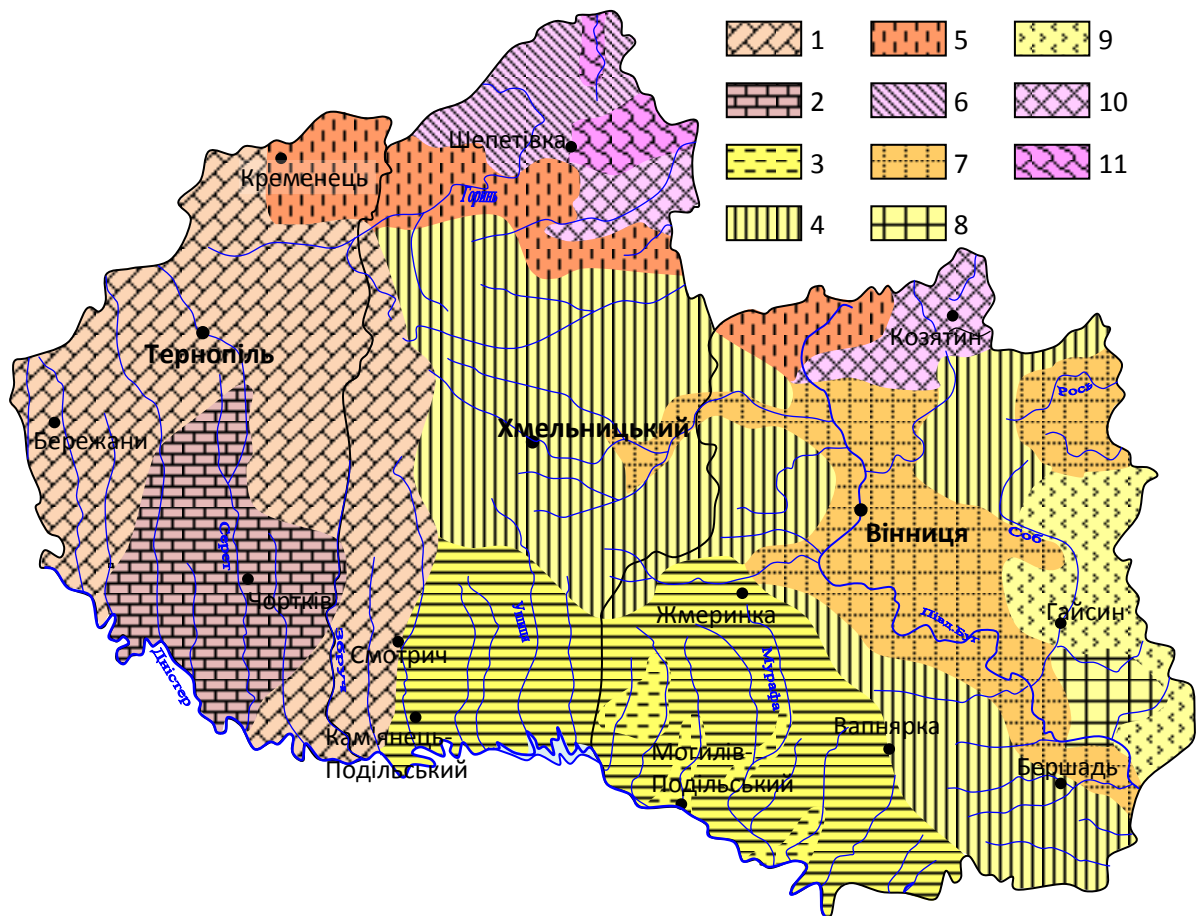 1
5
9
2
6
10
3
7
11
4
8
Шепетівка
Кременець
Горинь
Козятин
Тернопіль
Рось
Бережани
Хмельницький
Вінниця
Серет
Соб
Чортків
Ушиця
Жмеринка
Гайсин
Півд.Буг
Збруч
Смотрич
Дністер
Мурафа
Вапнярка
Кам'янець-
Подільський
Могилів-
Подільський
Бершадь